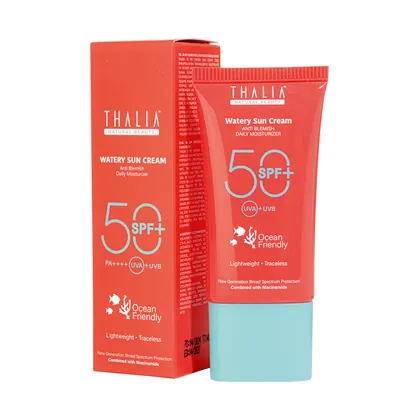 THALIA
NATURAL BEAUTY
WATERY SUN CREAM
Anti Blemish
Daily Moisturizer
50 SPF+
PA++++ UVA+UVB
Ocean
Friendly
Lightweight • Traceless
New Generation Broad Spectrum Protection
Combined with Niacinamide
THALIA
NATURAL BEAUTY
Watery Sun Cream
ANTI BLEMISH
DAILY MOISTURIZER
50 SPF+
UVA+UVB
Ocean
Friendly
Lightweight • Traceless
New Generation Broad Spectrum Protection
Combined with Niacinamide